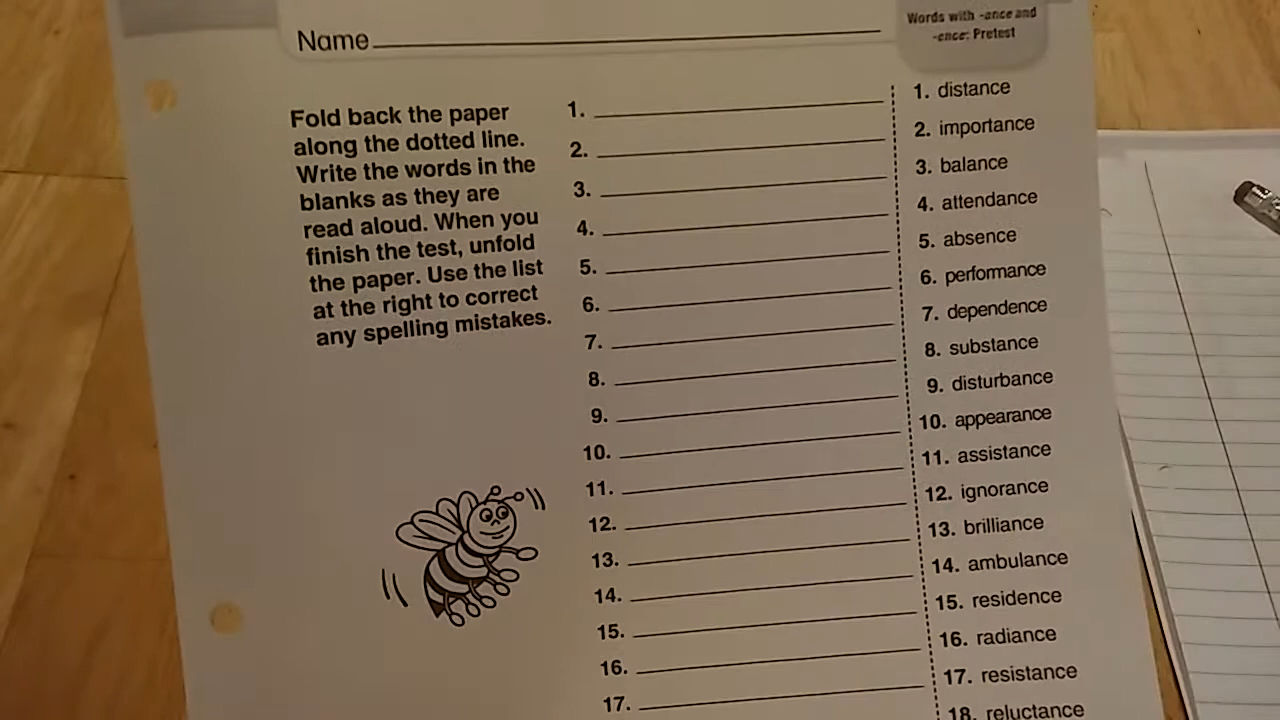 Name
Words with -ance and
-ence: Pretest
Fold back the paper
along the dotted line.
Write the words in the
blanks as they are
read aloud. When you
finish the test, unfold
the paper. Use the list
at the right to correct
any spelling mistakes.
1.
2.
3.
4.
5.
6.
7.
8.
9.
10.
11.
12.
13.
14.
15.
16.
17.
1. distance
2. importance
3. balance
4. attendance
5. absence
6. performance
7. dependence
8. substance
9. disturbance
10. appearance
11. assistance
12. ignorance
13. brilliance
14. ambulance
15. residence
16. radiance
17. resistance
18. reluctance